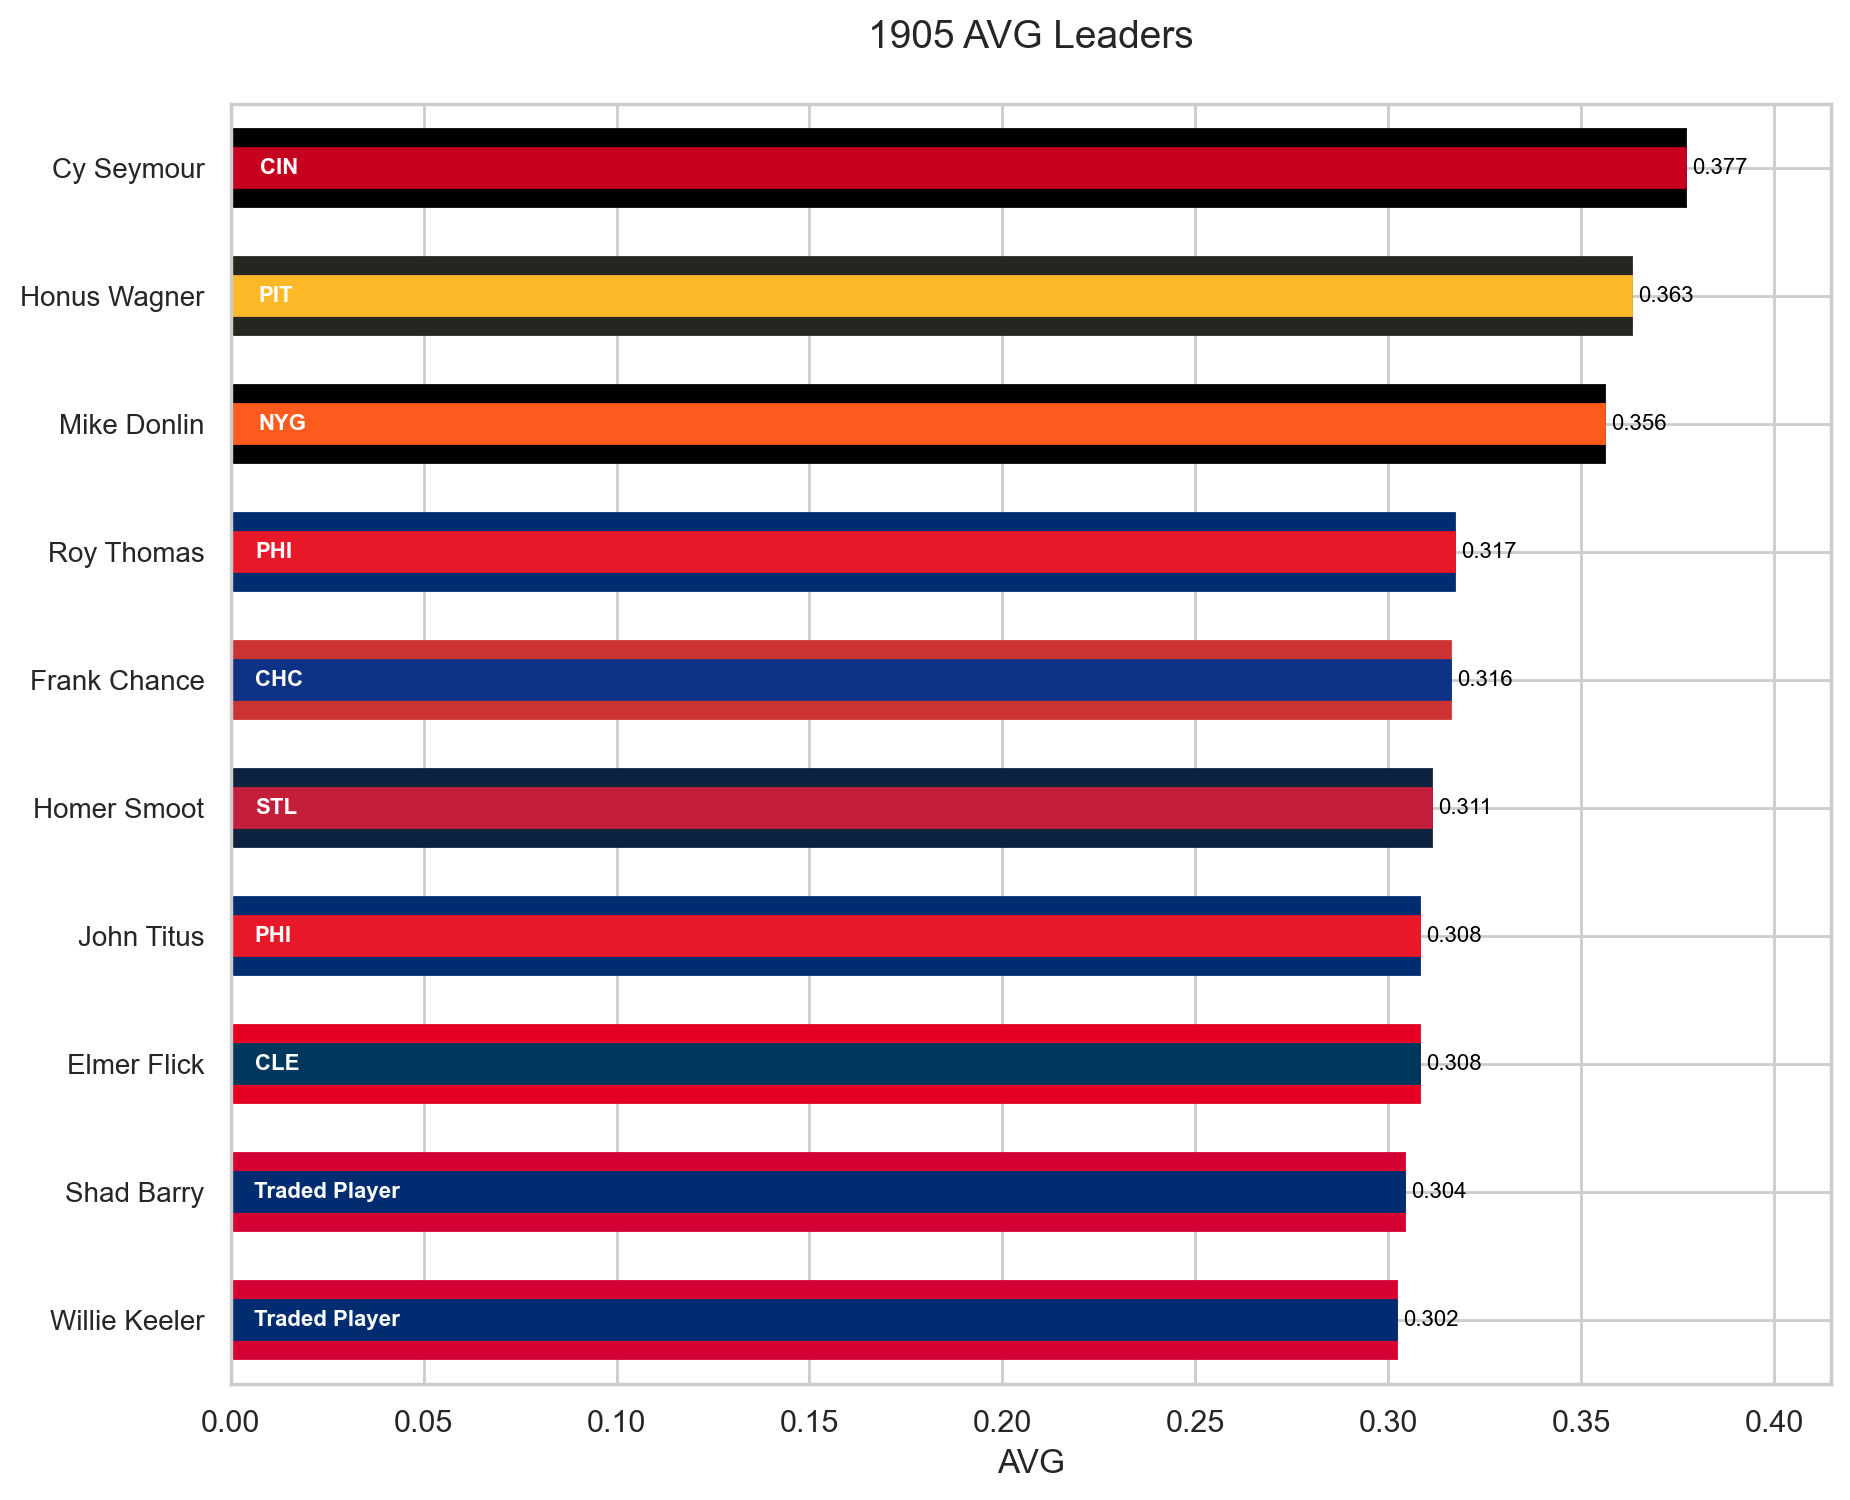 1905 AVG Leaders
Cy Seymour
CIN
0.377
Honus Wagner
PIT
0.363
Mike Donlin
NYG
0.356
Roy Thomas
PHI
0.317
Frank Chance
CHC
0.316
Homer Smoot
STL
0.311
John Titus
PHI
0.308
Elmer Flick
CLE
0.308
Shad Barry
Traded Player
0.304
Willie Keeler
Traded Player
0.302
0.00 0.05 0.10 0.15 0.20 0.25 0.30 0.35 0.40
AVG